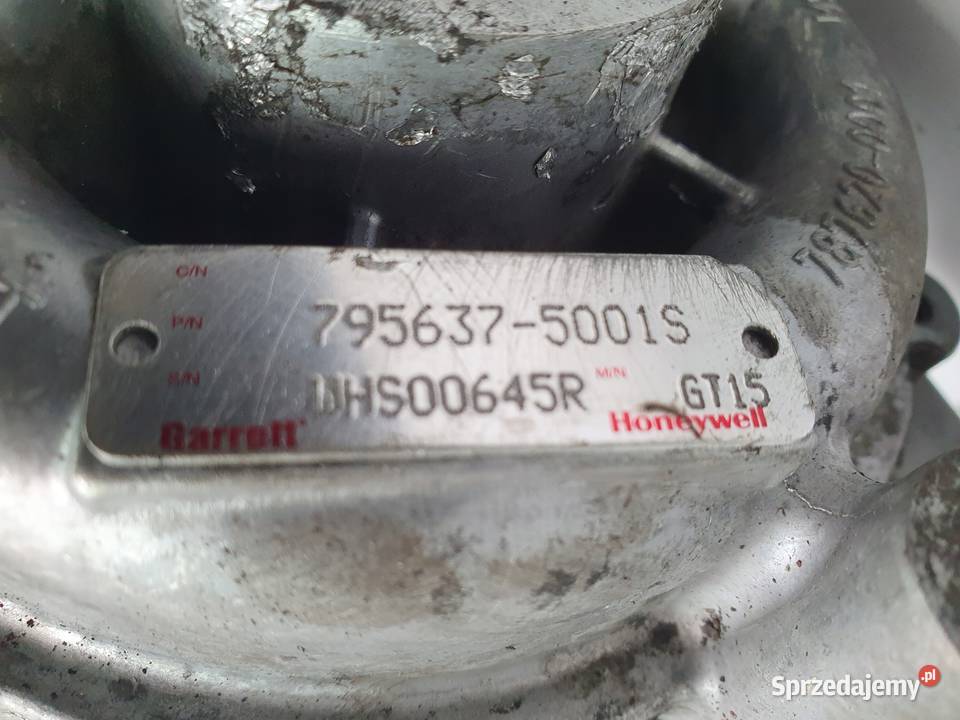 C/N
P/N 795637-5001S
S/N WHS00645R M/N GT15
Garrett Honeywell
Sprzedajemy.pl